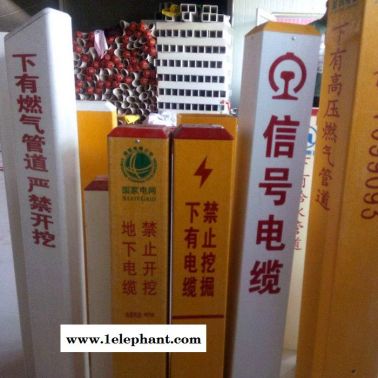 下有燃气管道 严禁开挖
国家电网
STATE GRID
禁止开挖
地下电缆
禁止挖掘
下有电缆
信号电缆
下有高压燃气管道
www.1elephant.com